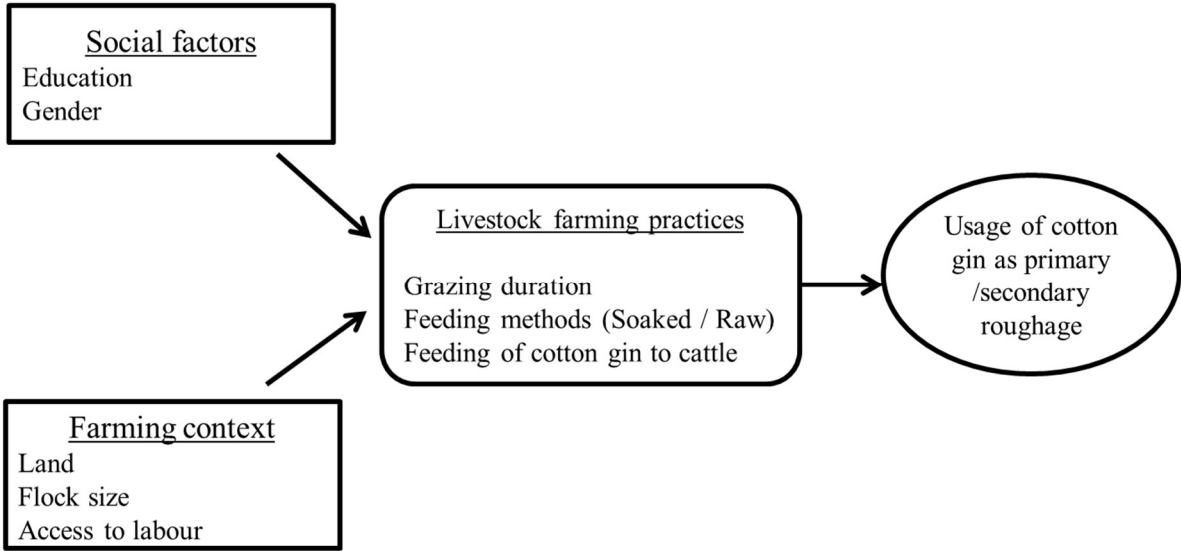 Social factors
Education
Gender
Livestock farming practices
Grazing duration
Feeding methods (Soaked / Raw)
Feeding of cotton gin to cattle
Usage of cotton
gin as primary
/secondary
roughage
Farming context
Land
Flock size
Access to labour